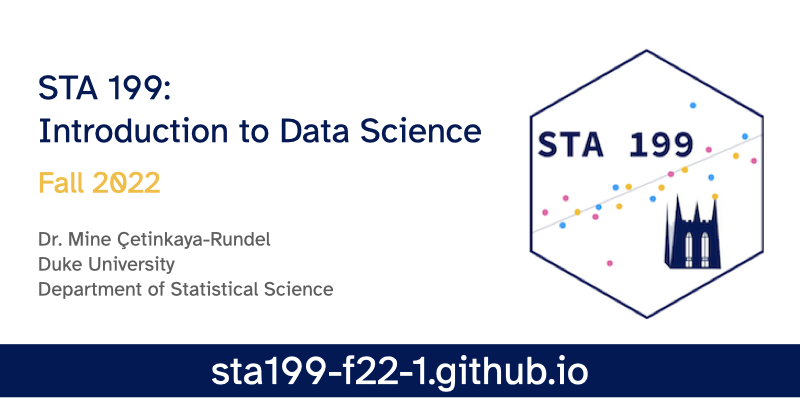 STA 199:
Introduction to Data Science
Fall 2022
Dr. Mine Çetinkaya-Rundel
Duke University
Department of Statistical Science
STA 199
sta199-f22-1.github.io